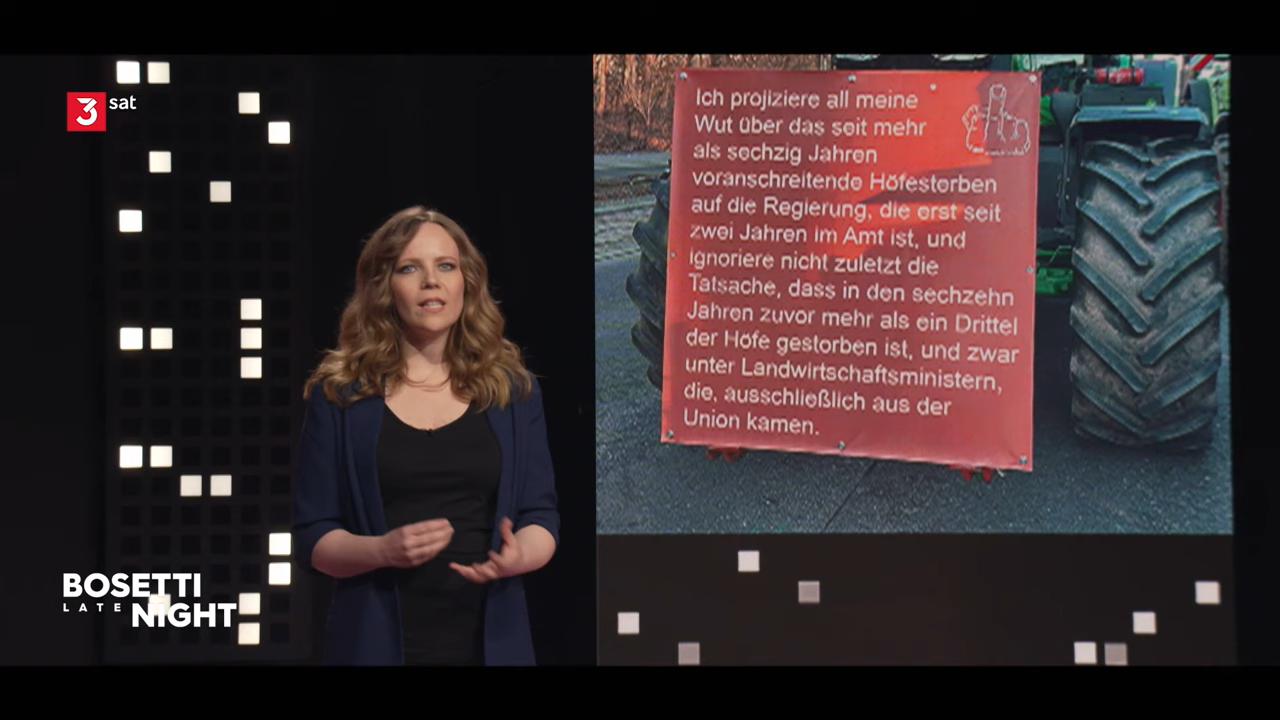 3 sat
Ich projiziere all meine
Wut über das seit mehr
als sechzig Jahren
voranschreitende Höfesterben
auf die Regierung, die erst seit
zwei Jahren im Amt ist, und
ignoriere nicht zuletzt die
Tatsache, dass in den sechzehn
Jahren zuvor mehr als ein Drittel
der Höfe gestorben ist, und zwar
unter Landwirtschaftsministern,
die, ausschließlich aus der
Union kamen.
BOSETTI
LATE NIGHT